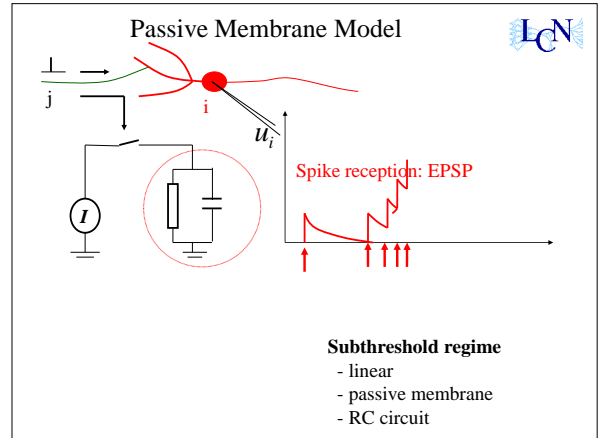 Passive Membrane Model
LCN
j
i
u_i
Spike reception: EPSP
I
Subthreshold regime
- linear
- passive membrane
- RC circuit